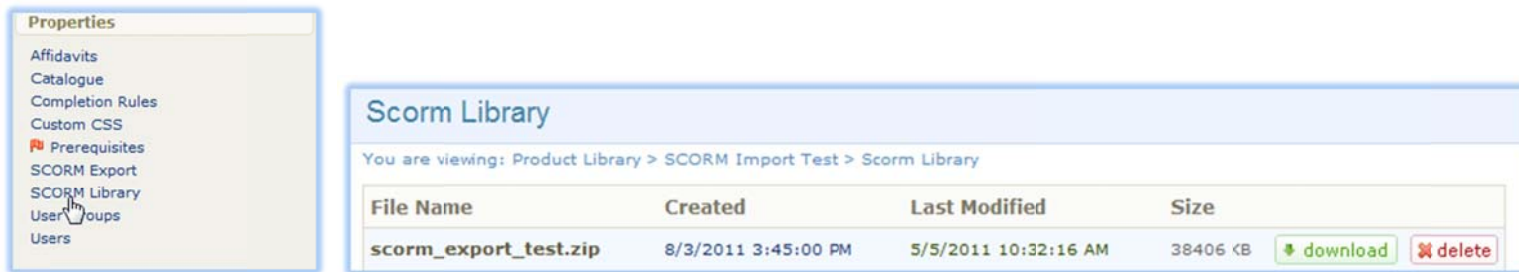 Properties
Affidavits
Catalogue
Completion Rules
Custom CSS
Prerequisites
SCORM Export
SCORM Library
User Groups
Users
Scorm Library
You are viewing: Product Library > SCORM Import Test > Scorm Library
File Name Created Last Modified Size
scorm_export_test.zip 8/3/2011 3:45:00 PM 5/5/2011 10:32:16 AM 38406 KB download delete